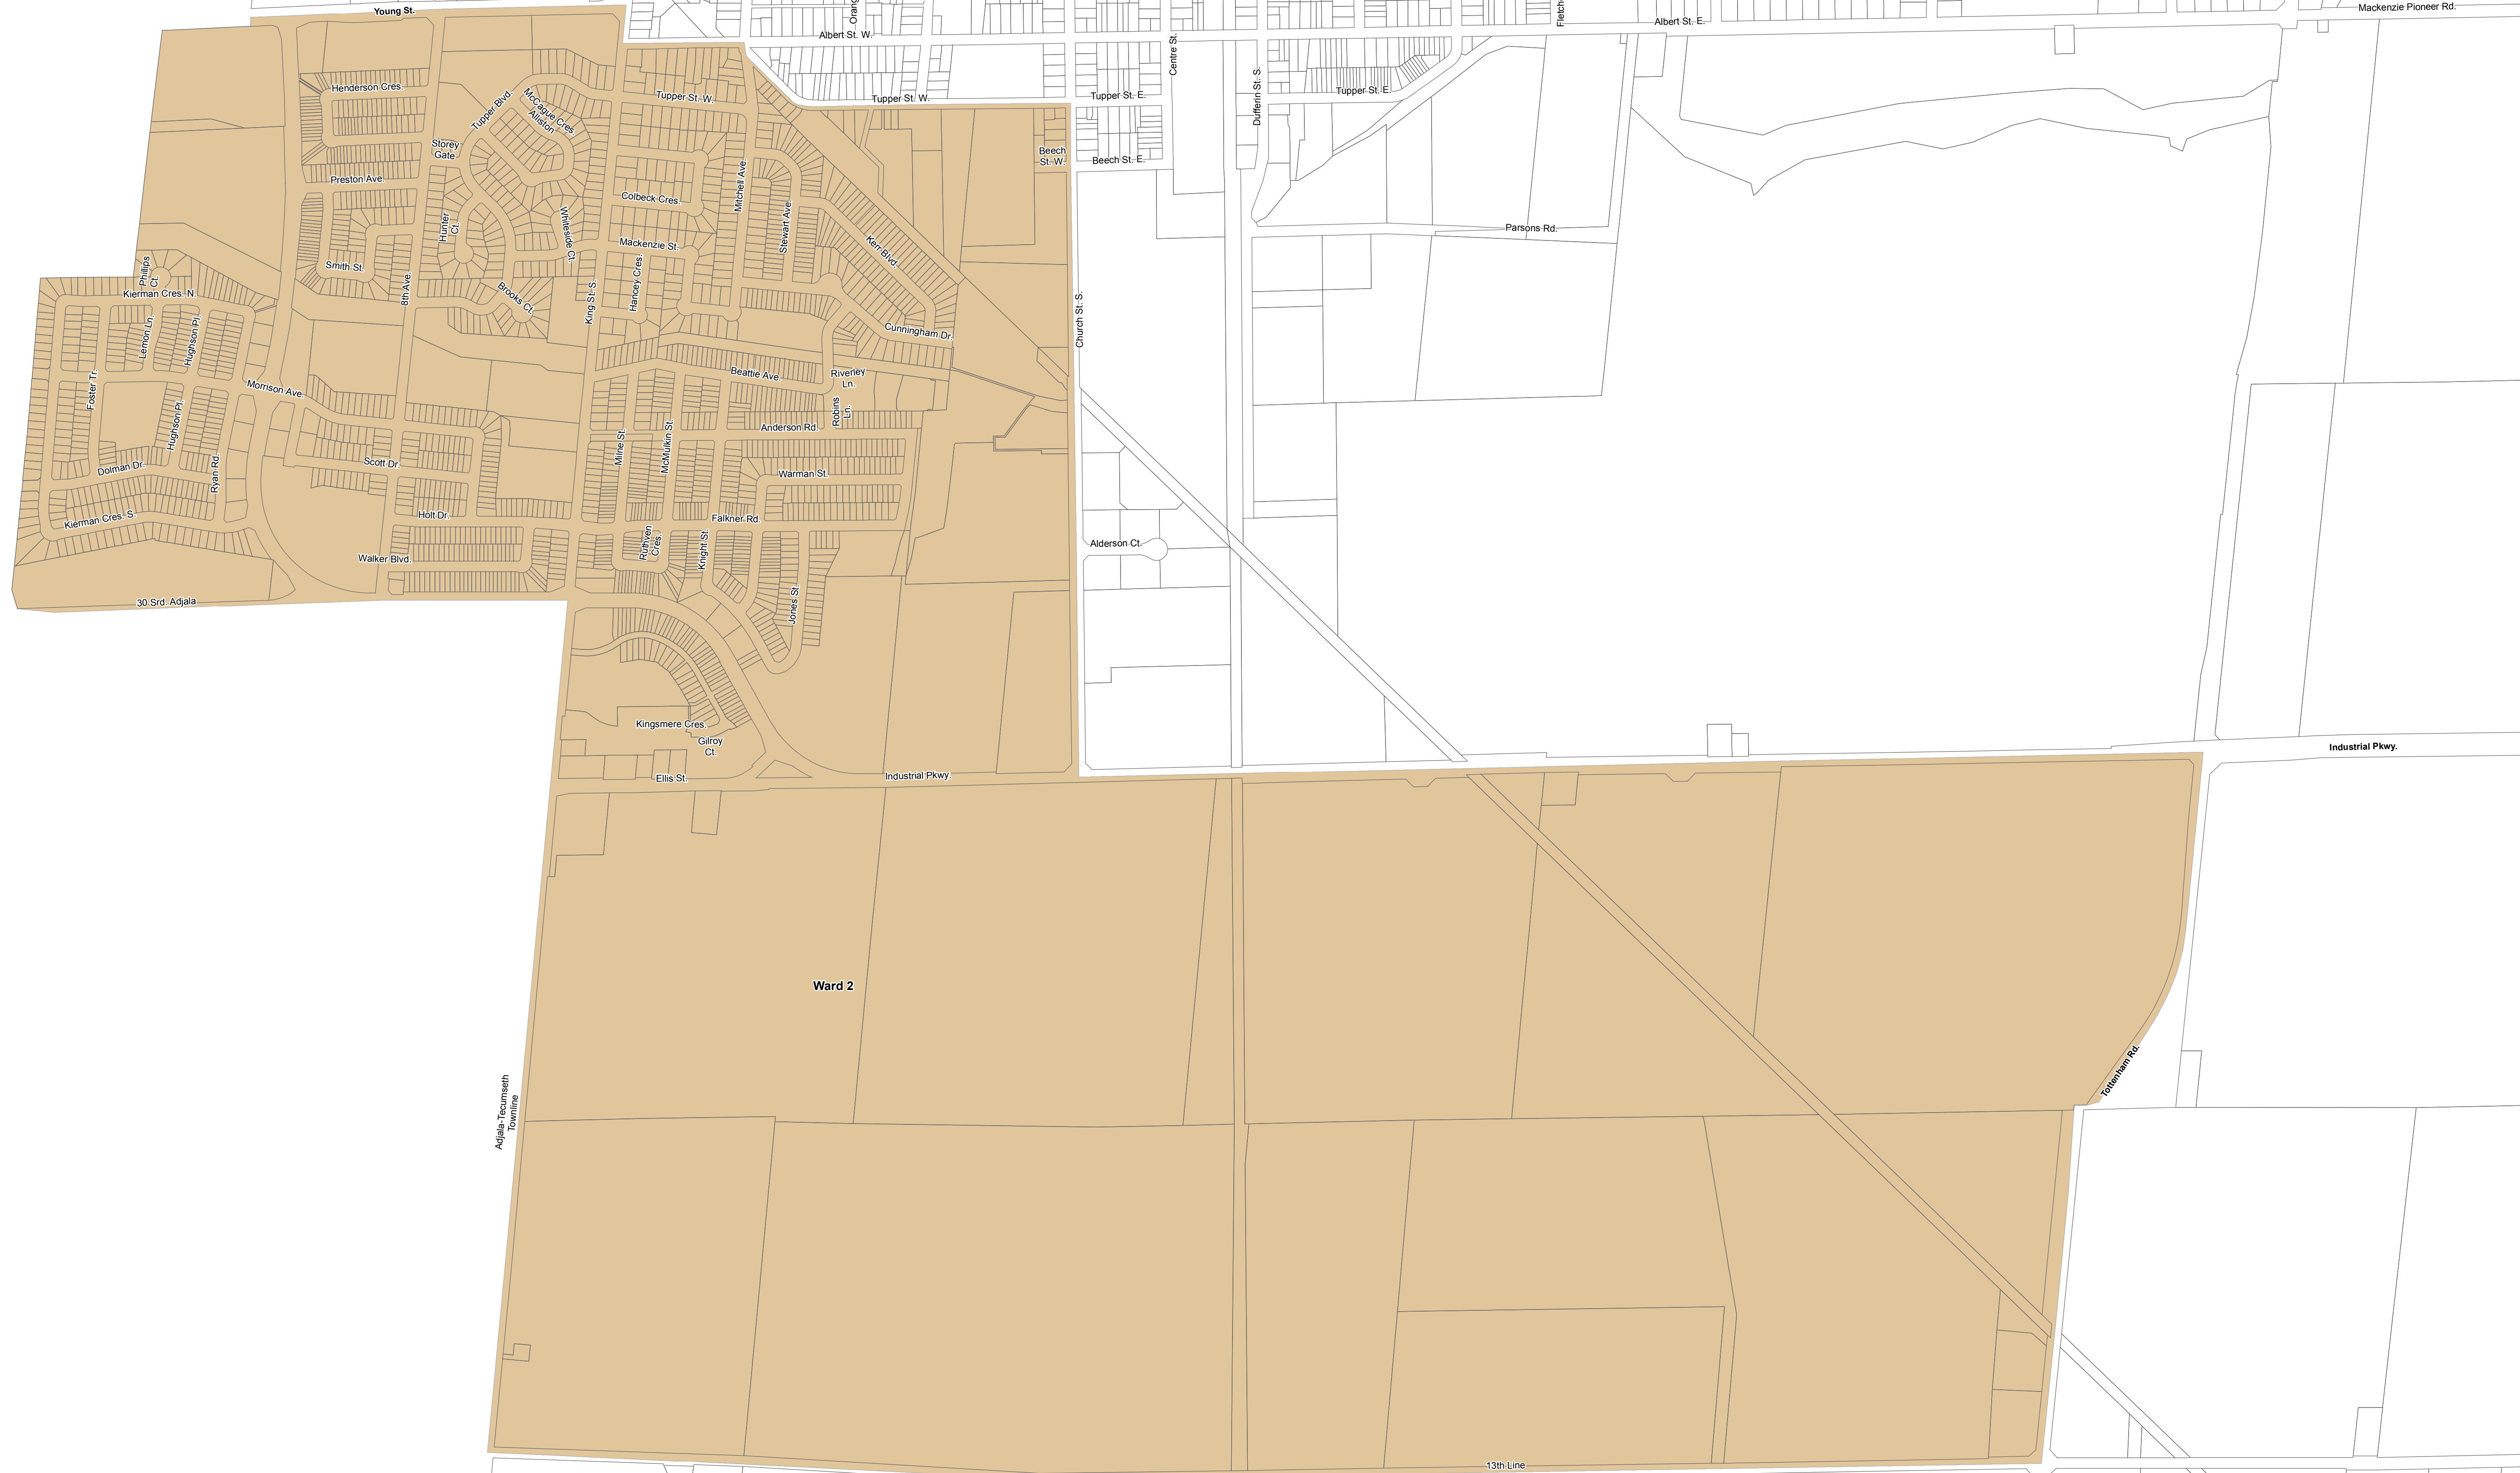 Young St.
Mackenzie Pioneer Rd.
Albert St. E.
Albert St. W.
Centre St.
Dufferin St. S.
Henderson Cres.
Tupper Blvd.
McCague Cres.
Alliston
Tupper St. W.
Tupper St. W.
Tupper St. E.
Tupper St. E.
Storey
Gate
Beech
St. W.
Beech St. E.
Preston Ave.
Mitchell Ave.
Colbeck Cres.
Stewart Ave.
Hunter
Ct.
Whiteside Ct.
Mackenzie St.
Kerr Blvd.
Parsons Rd.
Phillips
Ct.
Smith St.
8th Ave.
Kierman Cres. N.
Brooks Ct.
King St. S.
Hancey Cres.
Church St. S.
Lemon Ln.
Hughson Pl.
Cunningham Dr.
Foster Tr.
Morrison Ave.
Beattie Ave.
Riverley
Ln.
Robins
Ln.
Hughson Pl.
Anderson Rd.
Milne St.
McMulkin St.
Dolman Dr.
Ryan Rd.
Scott Dr.
Warman St.
Kierman Cres. S.
Holt Dr.
Falkner Rd.
Ruthven
Cres.
Knight St.
Alderson Ct.
Walker Blvd.
30 Srd. Adjala
Jones St.
Kingsmere Cres.
Gilroy
Ct.
Ellis St.
Industrial Pkwy.
Industrial Pkwy.
Ward 2
Tottenham Rd.
Adjala-Tecumseth
Townline
13th Line